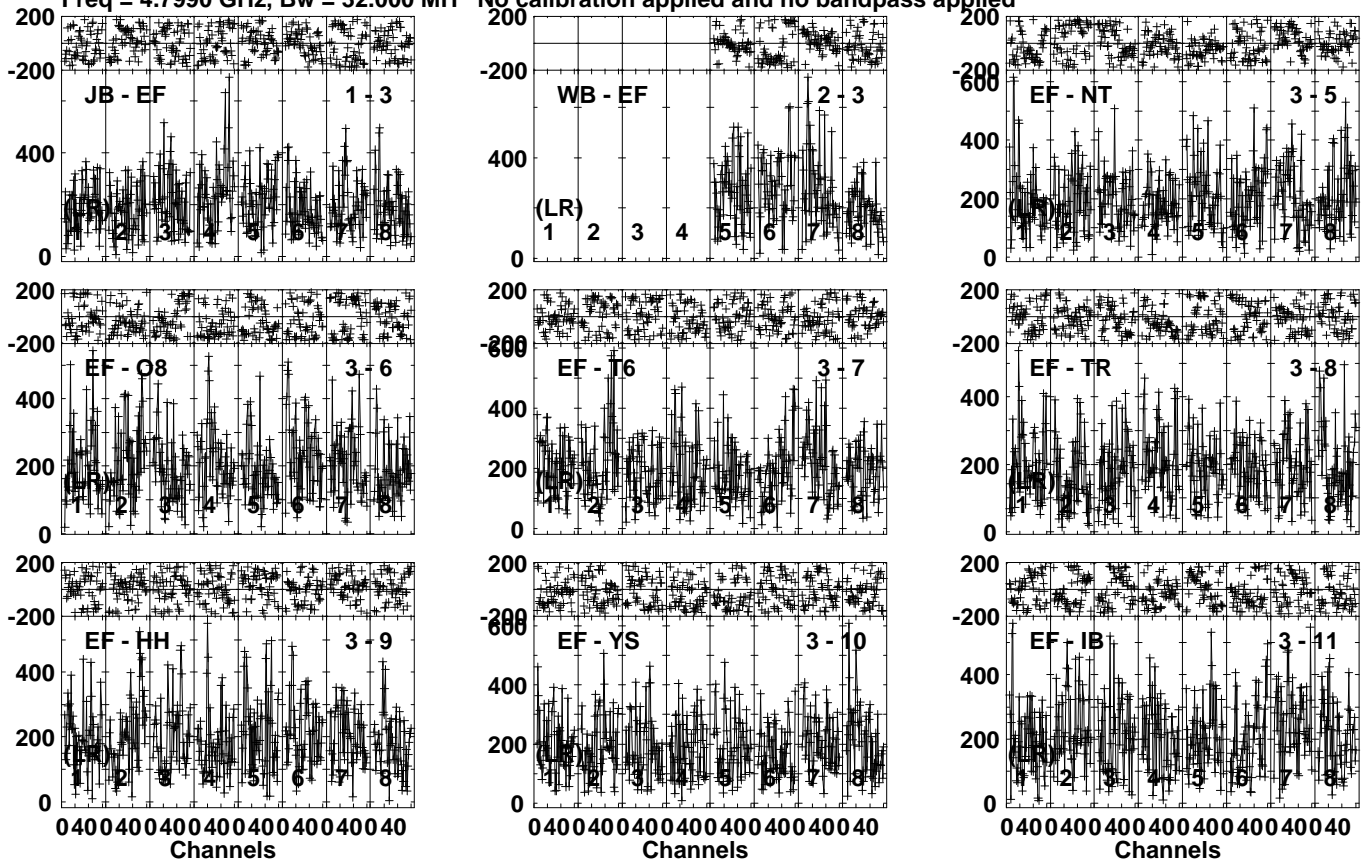 Freq = 4.7990 GHz, Bw = 32.000 MH No calibration applied and no bandpass applied
200
-200
JB - EF 1 - 3
400
(LR)
1 2 3 4 5 6 7 8
0
200
-200
WB - EF 2 - 3
400
(LR)
1 2 3 4 5 6 7 8
0
200
-200
600
EF - NT 3 - 5
400
200
(LR)
1 2 3 4 5 6 7 8
0
200
-200
EF - O8 3 - 6
400
200
(LR)
1 2 3 4 5 6 7 8
0
200
-200
600
EF - T6 3 - 7
400
200
(LR)
1 2 3 4 5 6 7 8
0
200
-200
EF - TR 3 - 8
400
200
(LR)
1 2 3 4 5 6 7 8
0
200
-200
EF - HH 3 - 9
400
200
(LR)
1 2 3 4 5 6 7 8
0
200
-200
600
EF - YS 3 - 10
400
200
(LR)
1 2 3 4 5 6 7 8
0
200
-200
EF - IB 3 - 11
400
200
(LR)
1 2 3 4 5 6 7 8
0
0 40 0 40 0 40 0 40 0 40 0 40 0 40 0 40
Channels
0 40 0 40 0 40 0 40 0 40 0 40 0 40 0 40
Channels
0 40 0 40 0 40 0 40 0 40 0 40 0 40 0 40
Channels